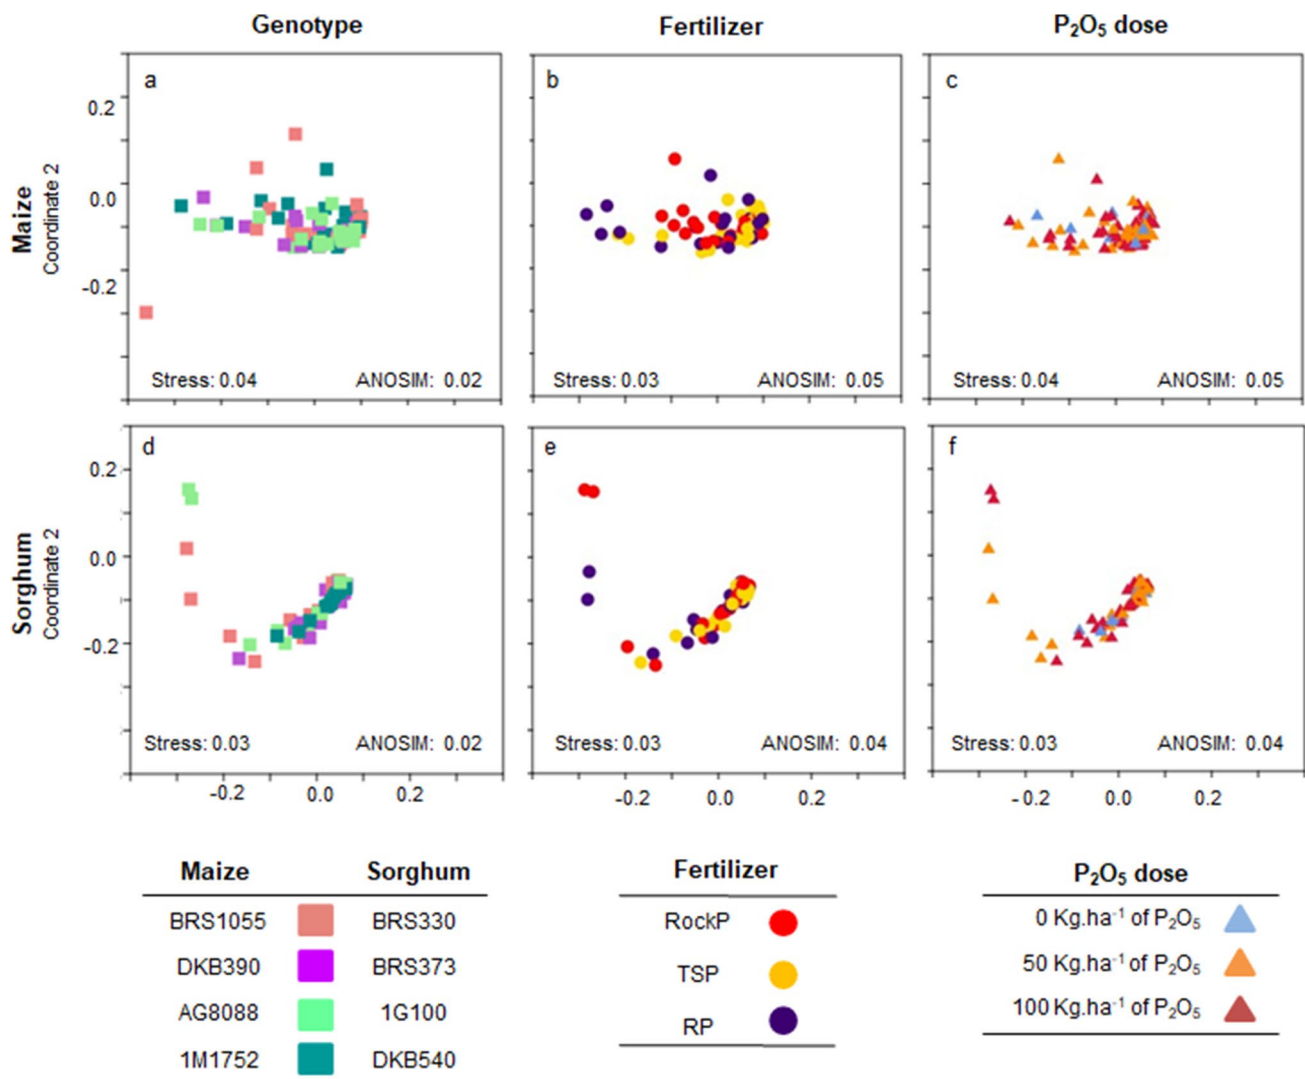 Genotype Fertilizer P₂O₅ dose
a b c
0.2
0.0
-0.2
Maize
Coordinate 2
Stress: 0.04 ANOSIM: 0.02 Stress: 0.03 ANOSIM: 0.05 Stress: 0.04 ANOSIM: 0.05
d e f
0.2
0.0
-0.2
Sorghum
Coordinate 2
Stress: 0.03 ANOSIM: 0.02 Stress: 0.03 ANOSIM: 0.04 Stress: 0.03 ANOSIM: 0.04
-0.2 0.0 0.2 -0.2 0.0 0.2 -0.2 0.0 0.2
Maize Sorghum
BRS1055 BRS330
DKB390 BRS373
AG8088 1G100
1M1752 DKB540
Fertilizer
RockP
TSP
RP
P₂O₅ dose
0 Kg.ha⁻¹ of P₂O₅
50 Kg.ha⁻¹ of P₂O₅
100 Kg.ha⁻¹ of P₂O₅